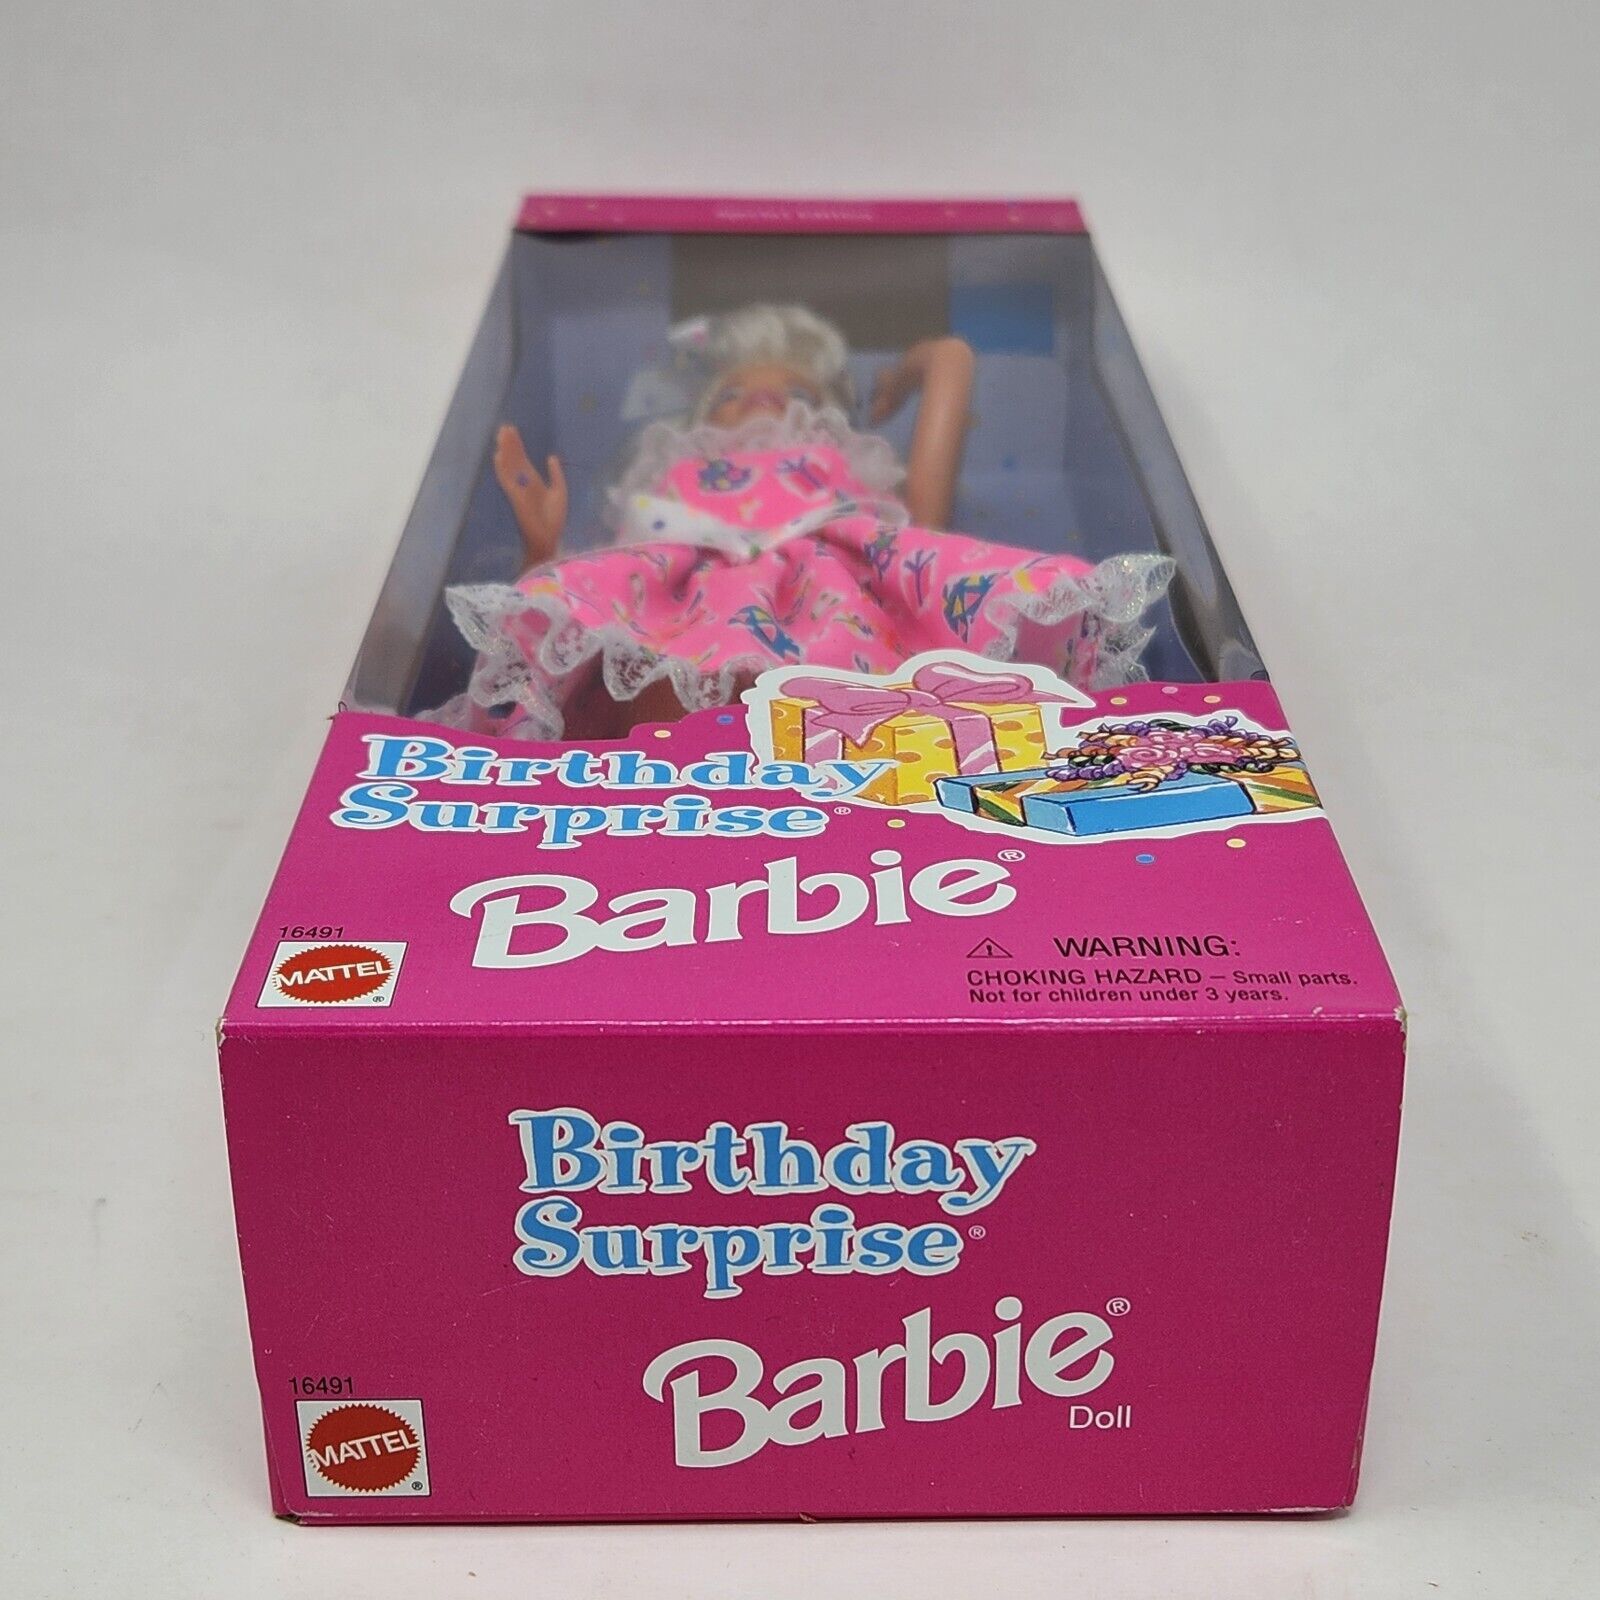 Birthday
Surprise®
Barbie®
16491
MATTEL
®
WARNING:
CHOKING HAZARD – Small parts.
Not for children under 3 years.
Birthday
Surprise®
Barbie®
Doll
16491
MATTEL
®